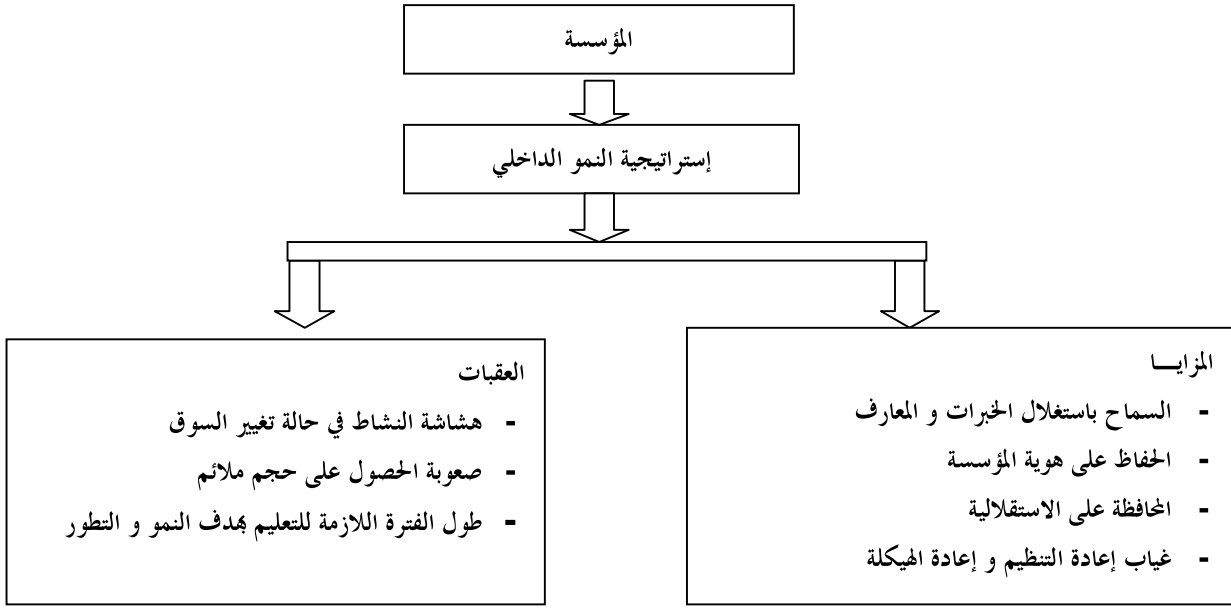 المؤسسة
إستراتيجية النمو الداخلي
المزايــا
- السماح باستغلال الخبرات و المعارف
- الحفاظ على هوية المؤسسة
- المحافظة على الاستقلالية
- غياب إعادة التنظيم و إعادة الهيكلة
العقبات
- هشاشة النشاط في حالة تغيير السوق
- صعوبة الحصول على حجم ملائم
- طول الفترة اللازمة للتعليم بهدف النمو و التطور